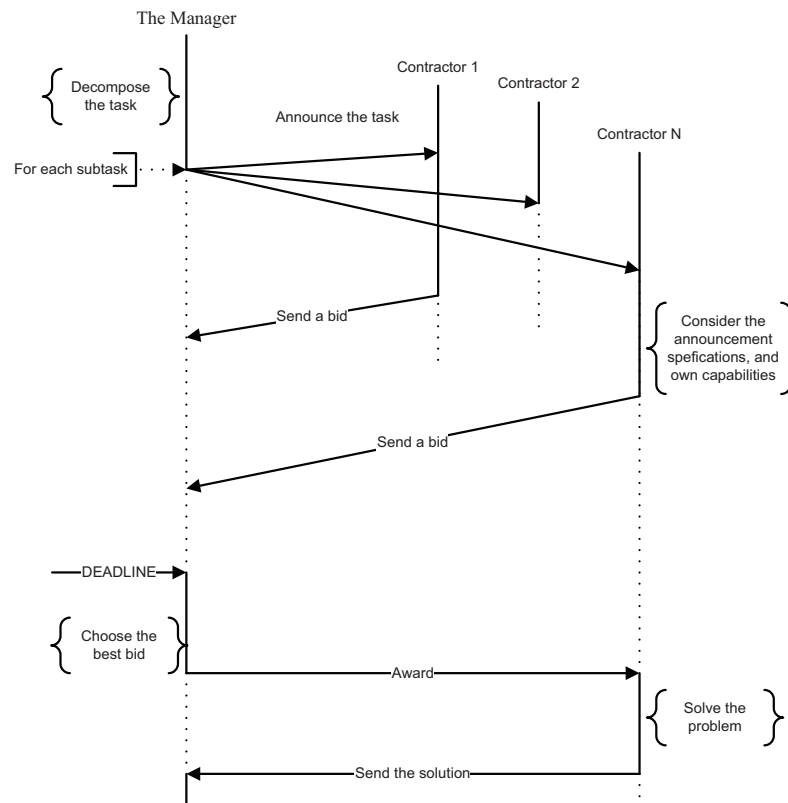 The Manager
Contractor 1
Contractor 2
Contractor N
Decompose
the task
Announce the task
For each subtask
Send a bid
Consider the
announcement
spefications, and
own capabilities
Send a bid
DEADLINE
Choose the
best bid
Award
Solve the
problem
Send the solution